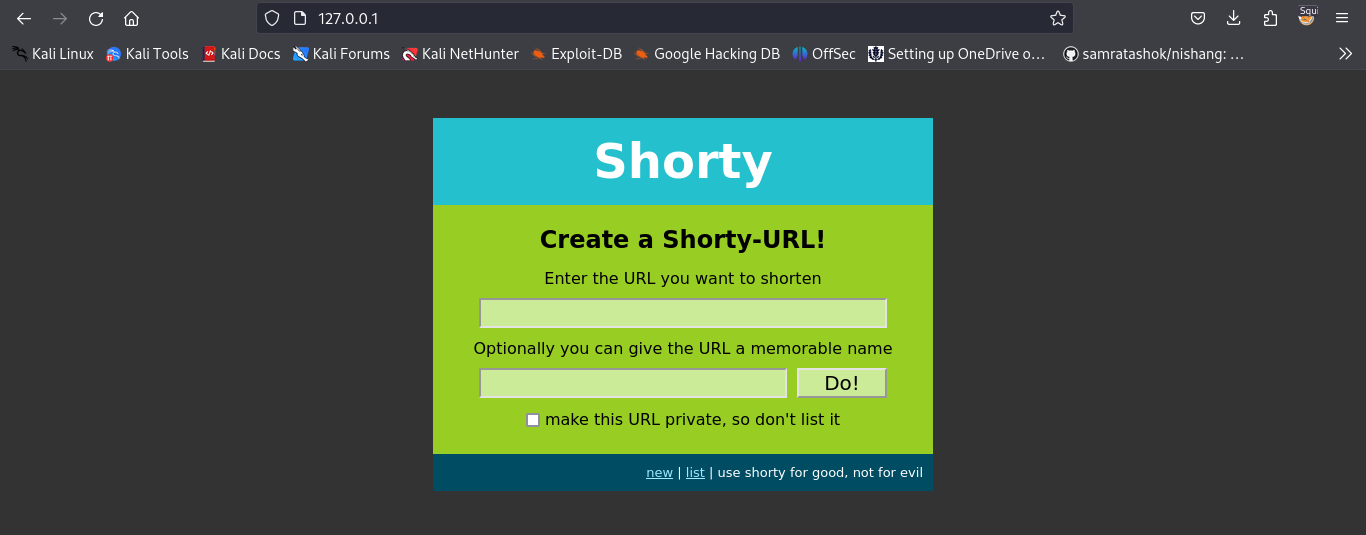 127.0.0.1
Squi
Kali Linux Kali Tools Kali Docs Kali Forums Kali NetHunter Exploit-DB Google Hacking DB OffSec Setting up OneDrive o… samratashok/nishang: …
Shorty
Create a Shorty-URL!
Enter the URL you want to shorten
Optionally you can give the URL a memorable name
Do!
make this URL private, so don't list it
new | list | use shorty for good, not for evil